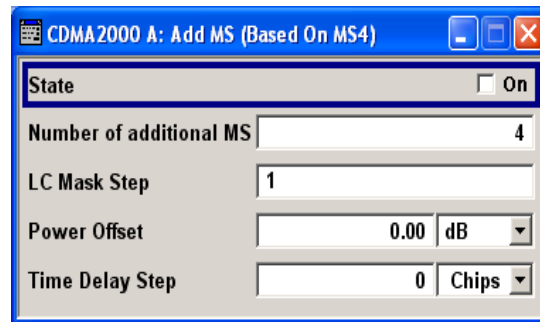 CDMA2000 A: Add MS (Based On MS4)
State On
Number of additional MS 4
LC Mask Step 1
Power Offset 0.00 dB
Time Delay Step 0 Chips